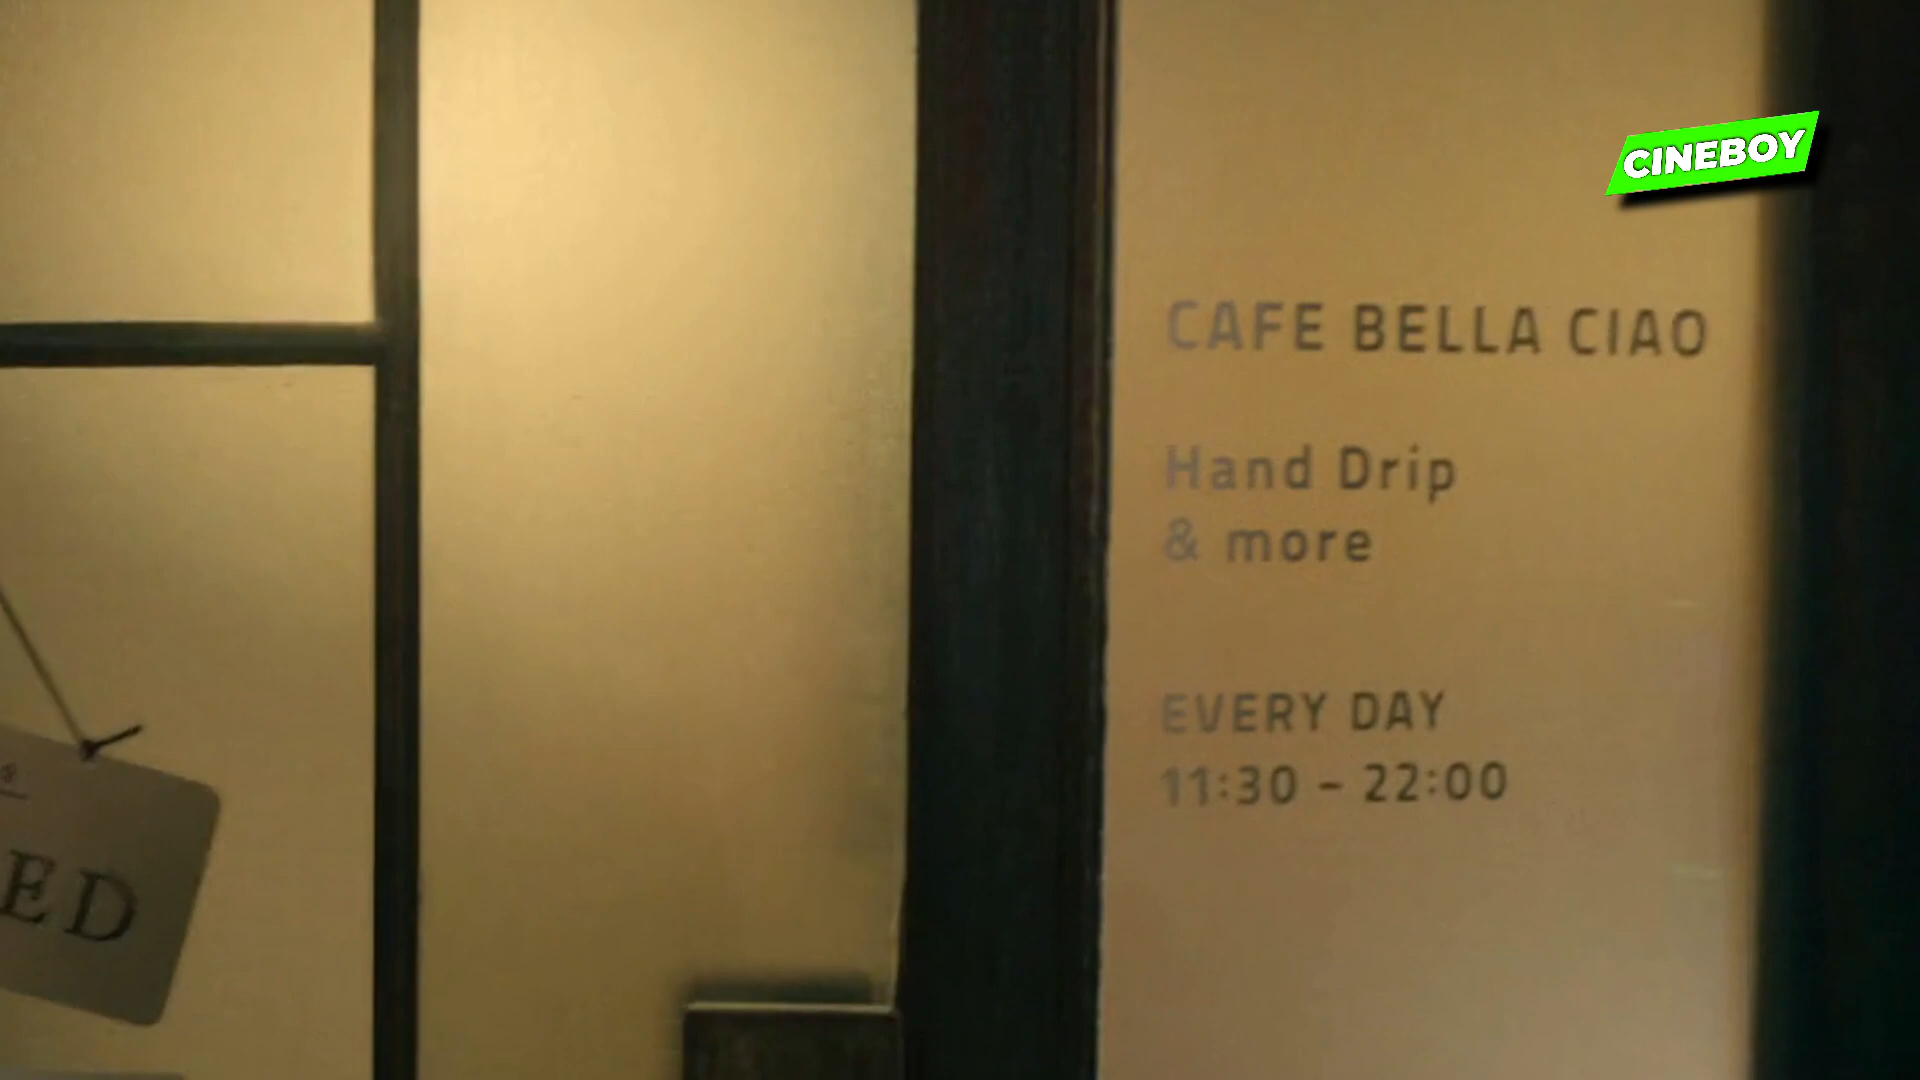 CINEBOY
CAFE BELLA CIAO
Hand Drip
& more
EVERY DAY
11:30 - 22:00
ED